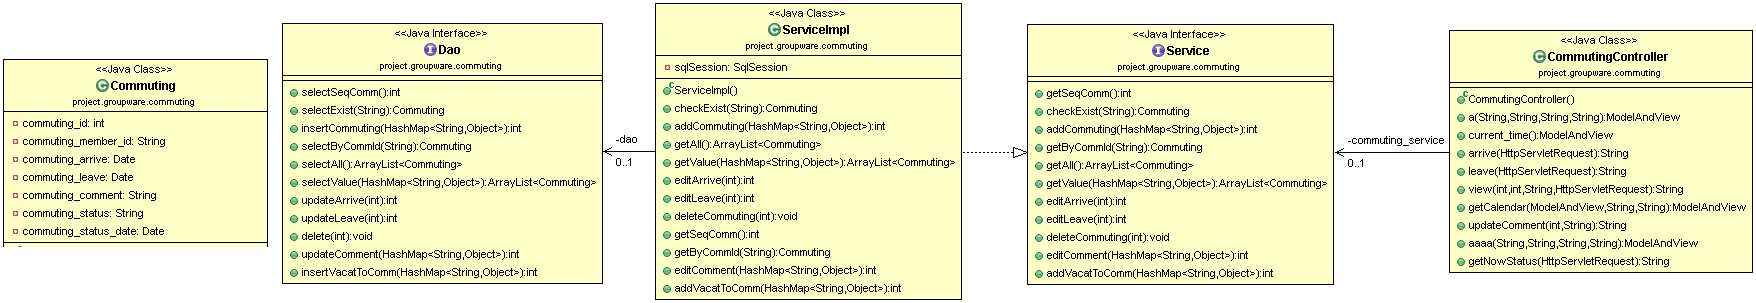 <<Java Class>>
Commuting
project.groupware.commuting
commuting_id: int
commuting_member_id: String
commuting_arrive: Date
commuting_leave: Date
commuting_comment: String
commuting_status: String
commuting_status_date: Date
<<Java Interface>>
Dao
project.groupware.commuting
selectSeqComm():int
selectExist(String):Commuting
insertCommuting(HashMap<String,Object>):int
selectByCommId(String):Commuting
selectAll():ArrayList<Commuting>
selectValue(HashMap<String,Object>):ArrayList<Commuting>
updateArrive(int):int
updateLeave(int):int
delete(int):void
updateComment(HashMap<String,Object>):int
insertVacatToComm(HashMap<String,Object>):int
-dao
0..1
<<Java Class>>
ServiceImpl
project.groupware.commuting
sqlSession: SqlSession
ServiceImpl()
checkExist(String):Commuting
addCommuting(HashMap<String,Object>):int
getAll():ArrayList<Commuting>
getValue(HashMap<String,Object>):ArrayList<Commuting>
editArrive(int):int
editLeave(int):int
deleteCommuting(int):void
getSeqComm():int
getByCommId(String):Commuting
editComment(HashMap<String,Object>):int
addVacatToComm(HashMap<String,Object>):int
<<Java Interface>>
Service
project.groupware.commuting
getSeqComm():int
checkExist(String):Commuting
addCommuting(HashMap<String,Object>):int
getByCommId(String):Commuting
getAll():ArrayList<Commuting>
getValue(HashMap<String,Object>):ArrayList<Commuting>
editArrive(int):int
editLeave(int):int
deleteCommuting(int):void
editComment(HashMap<String,Object>):int
addVacatToComm(HashMap<String,Object>):int
-commuting_service
0..1
<<Java Class>>
CommutingController
project.groupware.commuting
CommutingController()
a(String,String,String,String):ModelAndView
current_time():ModelAndView
arrive(HttpServletRequest):String
leave(HttpServletRequest):String
view(int,int,String,HttpServletRequest):String
getCalendar(ModelAndView,String,String):ModelAndView
updateComment(int,String):String
aaaa(String,String,String,String):ModelAndView
getNowStatus(HttpServletRequest):String